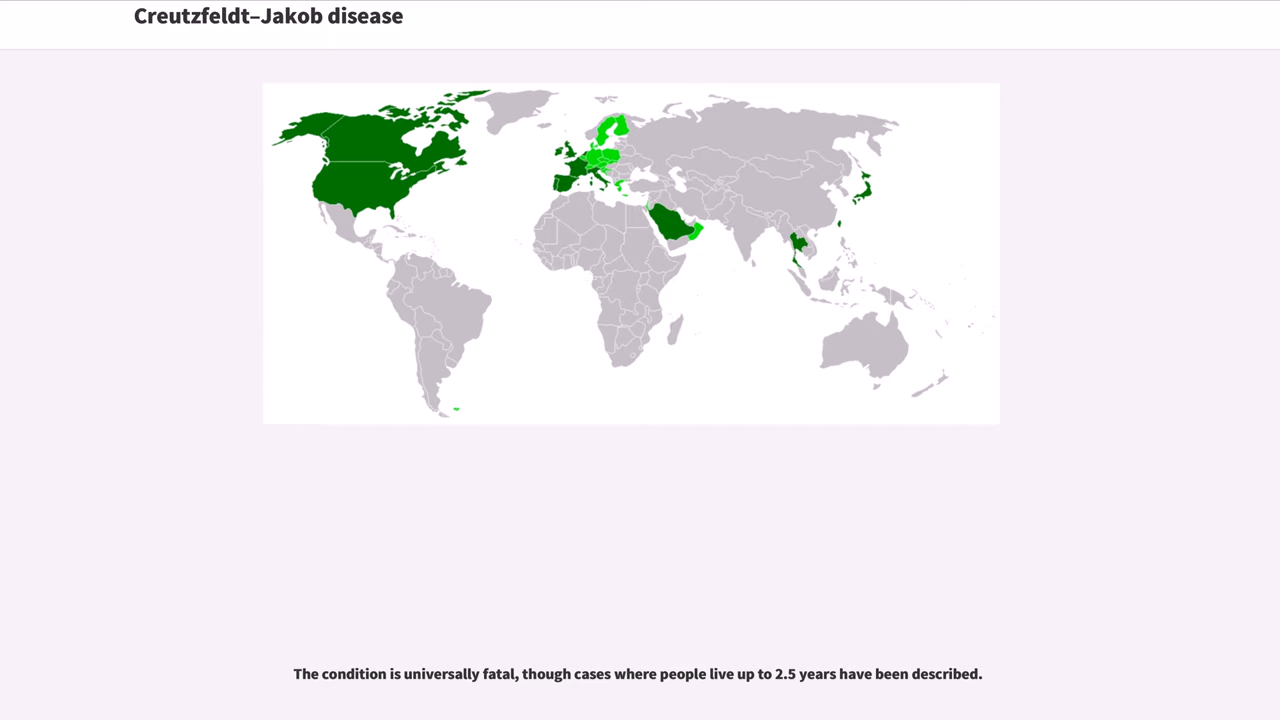 Creutzfeldt–Jakob disease
The condition is universally fatal, though cases where people live up to 2.5 years have been described.